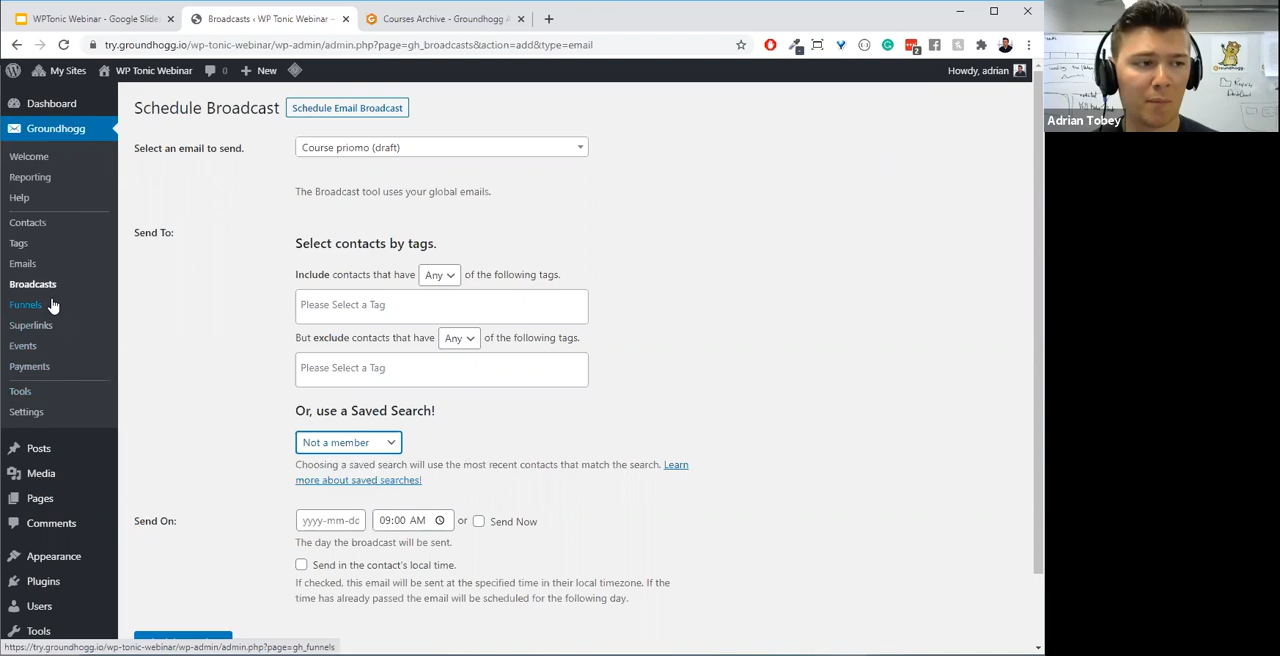 WPTonic Webinar - Google Slide
Broadcasts ‹ WP Tonic Webinar –
Courses Archive - Groundhogg A
try.groundhogg.io/wp-tonic-webinar/wp-admin/admin.php?page=gh_broadcasts&action=add&type=email
2
My Sites
WP Tonic Webinar
0
New
Howdy, adrian
Adrian Tobey
Dashboard
Groundhogg
Welcome
Reporting
Help
Contacts
Tags
Emails
Broadcasts
Funnels
Superlinks
Events
Payments
Tools
Settings
Posts
Media
Pages
Comments
Appearance
Plugins
Users
Tools
Schedule Broadcast
Schedule Email Broadcast
Select an email to send.
Course priomo (draft)
The Broadcast tool uses your global emails.
Send To:
Select contacts by tags.
Include contacts that have Any of the following tags.
Please Select a Tag
But exclude contacts that have Any of the following tags.
Please Select a Tag
Or, use a Saved Search!
Not a member
Choosing a saved search will use the most recent contacts that match the search. Learn
more about saved searches!
Send On:
yyyy-mm-dd 09:00 AM or Send Now
The day the broadcast will be sent.
Send in the contact's local time.
If checked, this email will be sent at the specified time in their local timezone. If the
time has already passed the email will be scheduled for the following day.
https://try.groundhogg.io/wp-tonic-webinar/wp-admin/admin.php?page=gh_funnels